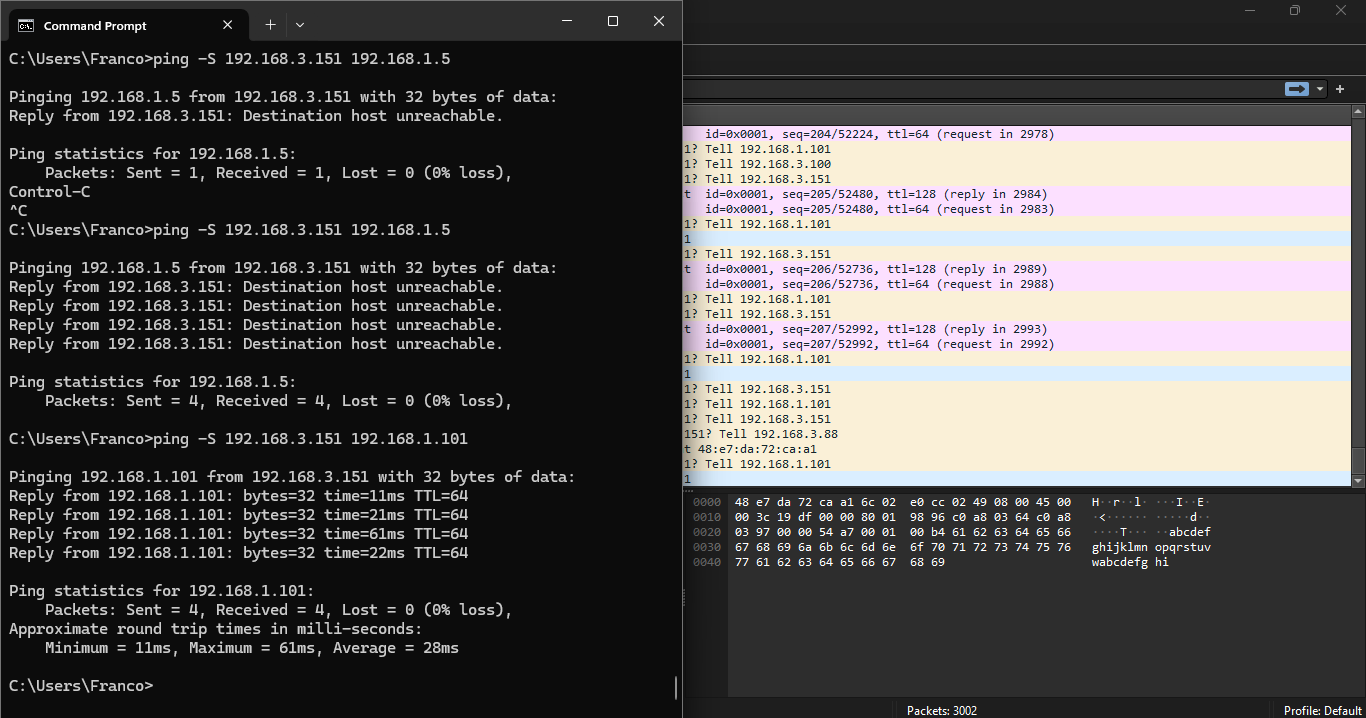 Command Prompt
C:\Users\Franco>ping -S 192.168.3.151 192.168.1.5
Pinging 192.168.1.5 from 192.168.3.151 with 32 bytes of data:
Reply from 192.168.3.151: Destination host unreachable.
Ping statistics for 192.168.1.5:
Packets: Sent = 1, Received = 1, Lost = 0 (0% loss),
Control-C
^C
C:\Users\Franco>ping -S 192.168.3.151 192.168.1.5
Pinging 192.168.1.5 from 192.168.3.151 with 32 bytes of data:
Reply from 192.168.3.151: Destination host unreachable.
Reply from 192.168.3.151: Destination host unreachable.
Reply from 192.168.3.151: Destination host unreachable.
Reply from 192.168.3.151: Destination host unreachable.
Ping statistics for 192.168.1.5:
Packets: Sent = 4, Received = 4, Lost = 0 (0% loss),
C:\Users\Franco>ping -S 192.168.3.151 192.168.1.101
Pinging 192.168.1.101 from 192.168.3.151 with 32 bytes of data:
Reply from 192.168.1.101: bytes=32 time=11ms TTL=64
Reply from 192.168.1.101: bytes=32 time=21ms TTL=64
Reply from 192.168.1.101: bytes=32 time=61ms TTL=64
Reply from 192.168.1.101: bytes=32 time=22ms TTL=64
Ping statistics for 192.168.1.101:
Packets: Sent = 4, Received = 4, Lost = 0 (0% loss),
Approximate round trip times in milli-seconds:
Minimum = 11ms, Maximum = 61ms, Average = 28ms
C:\Users\Franco>
id=0x0001, seq=204/52224, ttl=64 (request in 2978)
1? Tell 192.168.1.101
1? Tell 192.168.3.100
1? Tell 192.168.3.151
t id=0x0001, seq=205/52480, ttl=128 (reply in 2984)
id=0x0001, seq=205/52480, ttl=64 (request in 2983)
1? Tell 192.168.1.101
1
1? Tell 192.168.3.151
t id=0x0001, seq=206/52736, ttl=128 (reply in 2989)
id=0x0001, seq=206/52736, ttl=64 (request in 2988)
1? Tell 192.168.1.101
1? Tell 192.168.3.151
t id=0x0001, seq=207/52992, ttl=128 (reply in 2993)
id=0x0001, seq=207/52992, ttl=64 (request in 2992)
1? Tell 192.168.1.101
1
1? Tell 192.168.3.151
1? Tell 192.168.1.101
1? Tell 192.168.3.151
151? Tell 192.168.3.88
t 48:e7:da:72:ca:a1
1? Tell 192.168.1.101
1
0000 48 e7 da 72 ca a1 6c 02 e0 cc 02 49 08 00 45 00 H··r··l· ···I··E·
0010 00 3c 19 df 00 00 80 01 98 96 c0 a8 03 64 c0 a8 ·<······ ·····d··
0020 03 97 00 00 54 a7 00 01 00 b4 61 62 63 64 65 66 ····T··· ··abcdef
0030 67 68 69 6a 6b 6c 6d 6e 6f 70 71 72 73 74 75 76 ghijklmn opqrstuv
0040 77 61 62 63 64 65 66 67 68 69 wabcdefg hi
Packets: 3002
Profile: Default